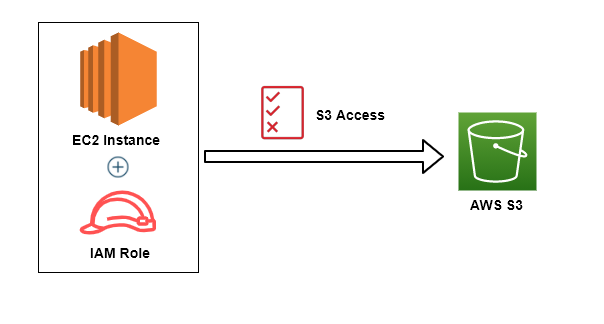 EC2 Instance
S3 Access
IAM Role
AWS S3